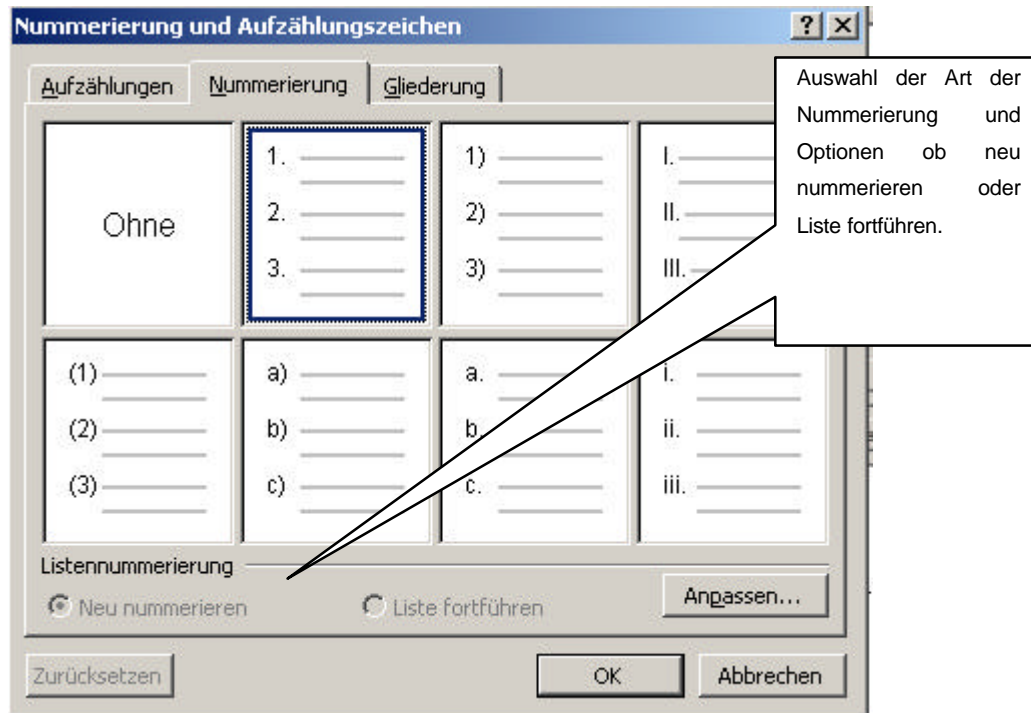 Nummerierung und Aufzählungszeichen
Aufzählungen Nummerierung Gliederung
Auswahl der Art der
Nummerierung und
Optionen ob neu
nummerieren oder
Liste fortführen.
Ohne
1.
2.
3.
1)
2)
3)
I.
II.
III.
(1)
(2)
(3)
a)
b)
c)
a.
b.
c.
i.
ii.
iii.
Listennummerierung
Neu nummerieren Liste fortführen Anpassen...
Zurücksetzen OK Abbrechen